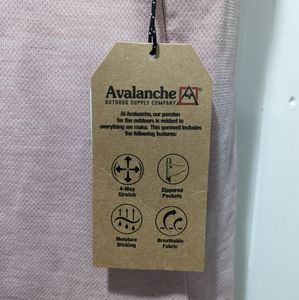 Avalanche
OUTDOOR SUPPLY COMPANY
At Avalanche, our passion
for the outdoors is evident in
everything we make. This garment includes
the following features:
4-Way
Stretch
Zippered
Pockets
Moisture
Wicking
Breathable
Fabric